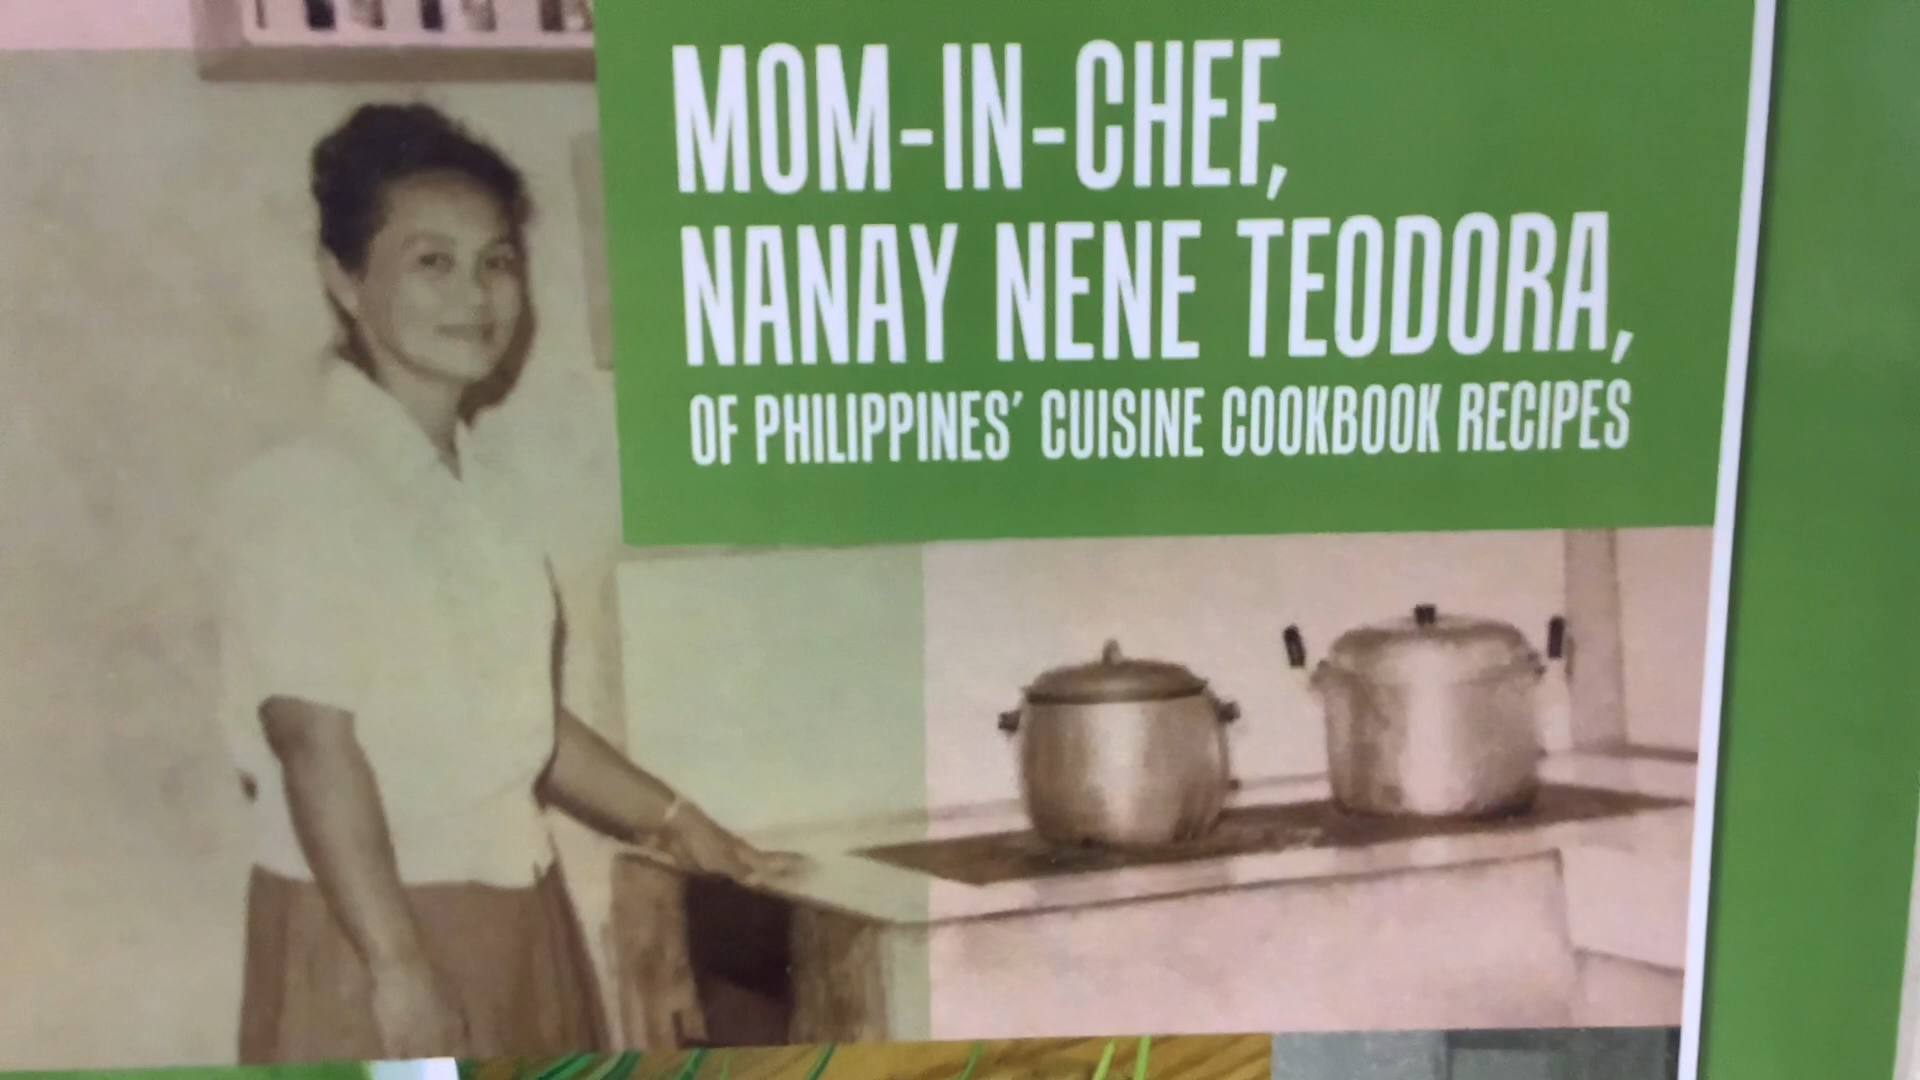 MOM-IN-CHEF,
NANAY NENE TEODORA,
OF PHILIPPINES' CUISINE COOKBOOK RECIPES